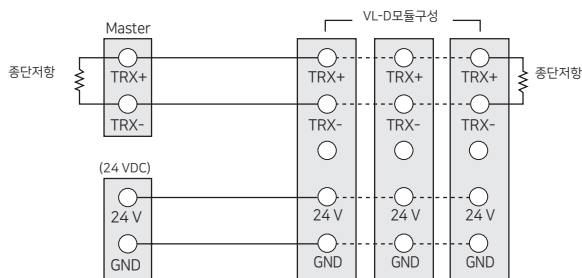 VL-D모듈구성
Master
종단저항
TRX+ TRX+ TRX+ TRX+
종단저항
TRX- TRX- TRX- TRX-
(24 VDC)
24 V 24 V 24 V 24 V
GND GND GND GND